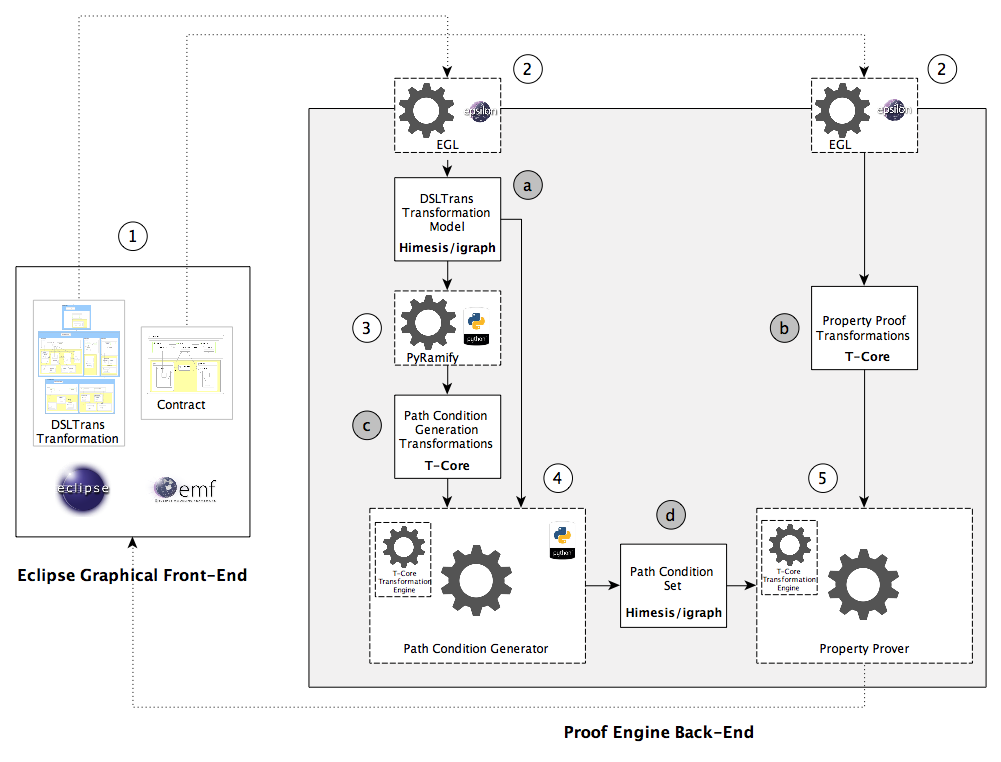 2
2
epsilon
EGL
epsilon
EGL
a
DSLTrans
Transformation
Model
Himesis/igraph
1
3
python
PyRamify
b
Property Proof
Transformations
T-Core
DSLTrans
Tranformation
Contract
c
Path Condition
Generation
Transformations
T-Core
eclipse
emf
4
5
d
T-Core
Transformation
Engine
python
Path Condition Generator
Path Condition
Set
Himesis/igraph
T-Core
Transformation
Engine
Property Prover
Eclipse Graphical Front-End
Proof Engine Back-End